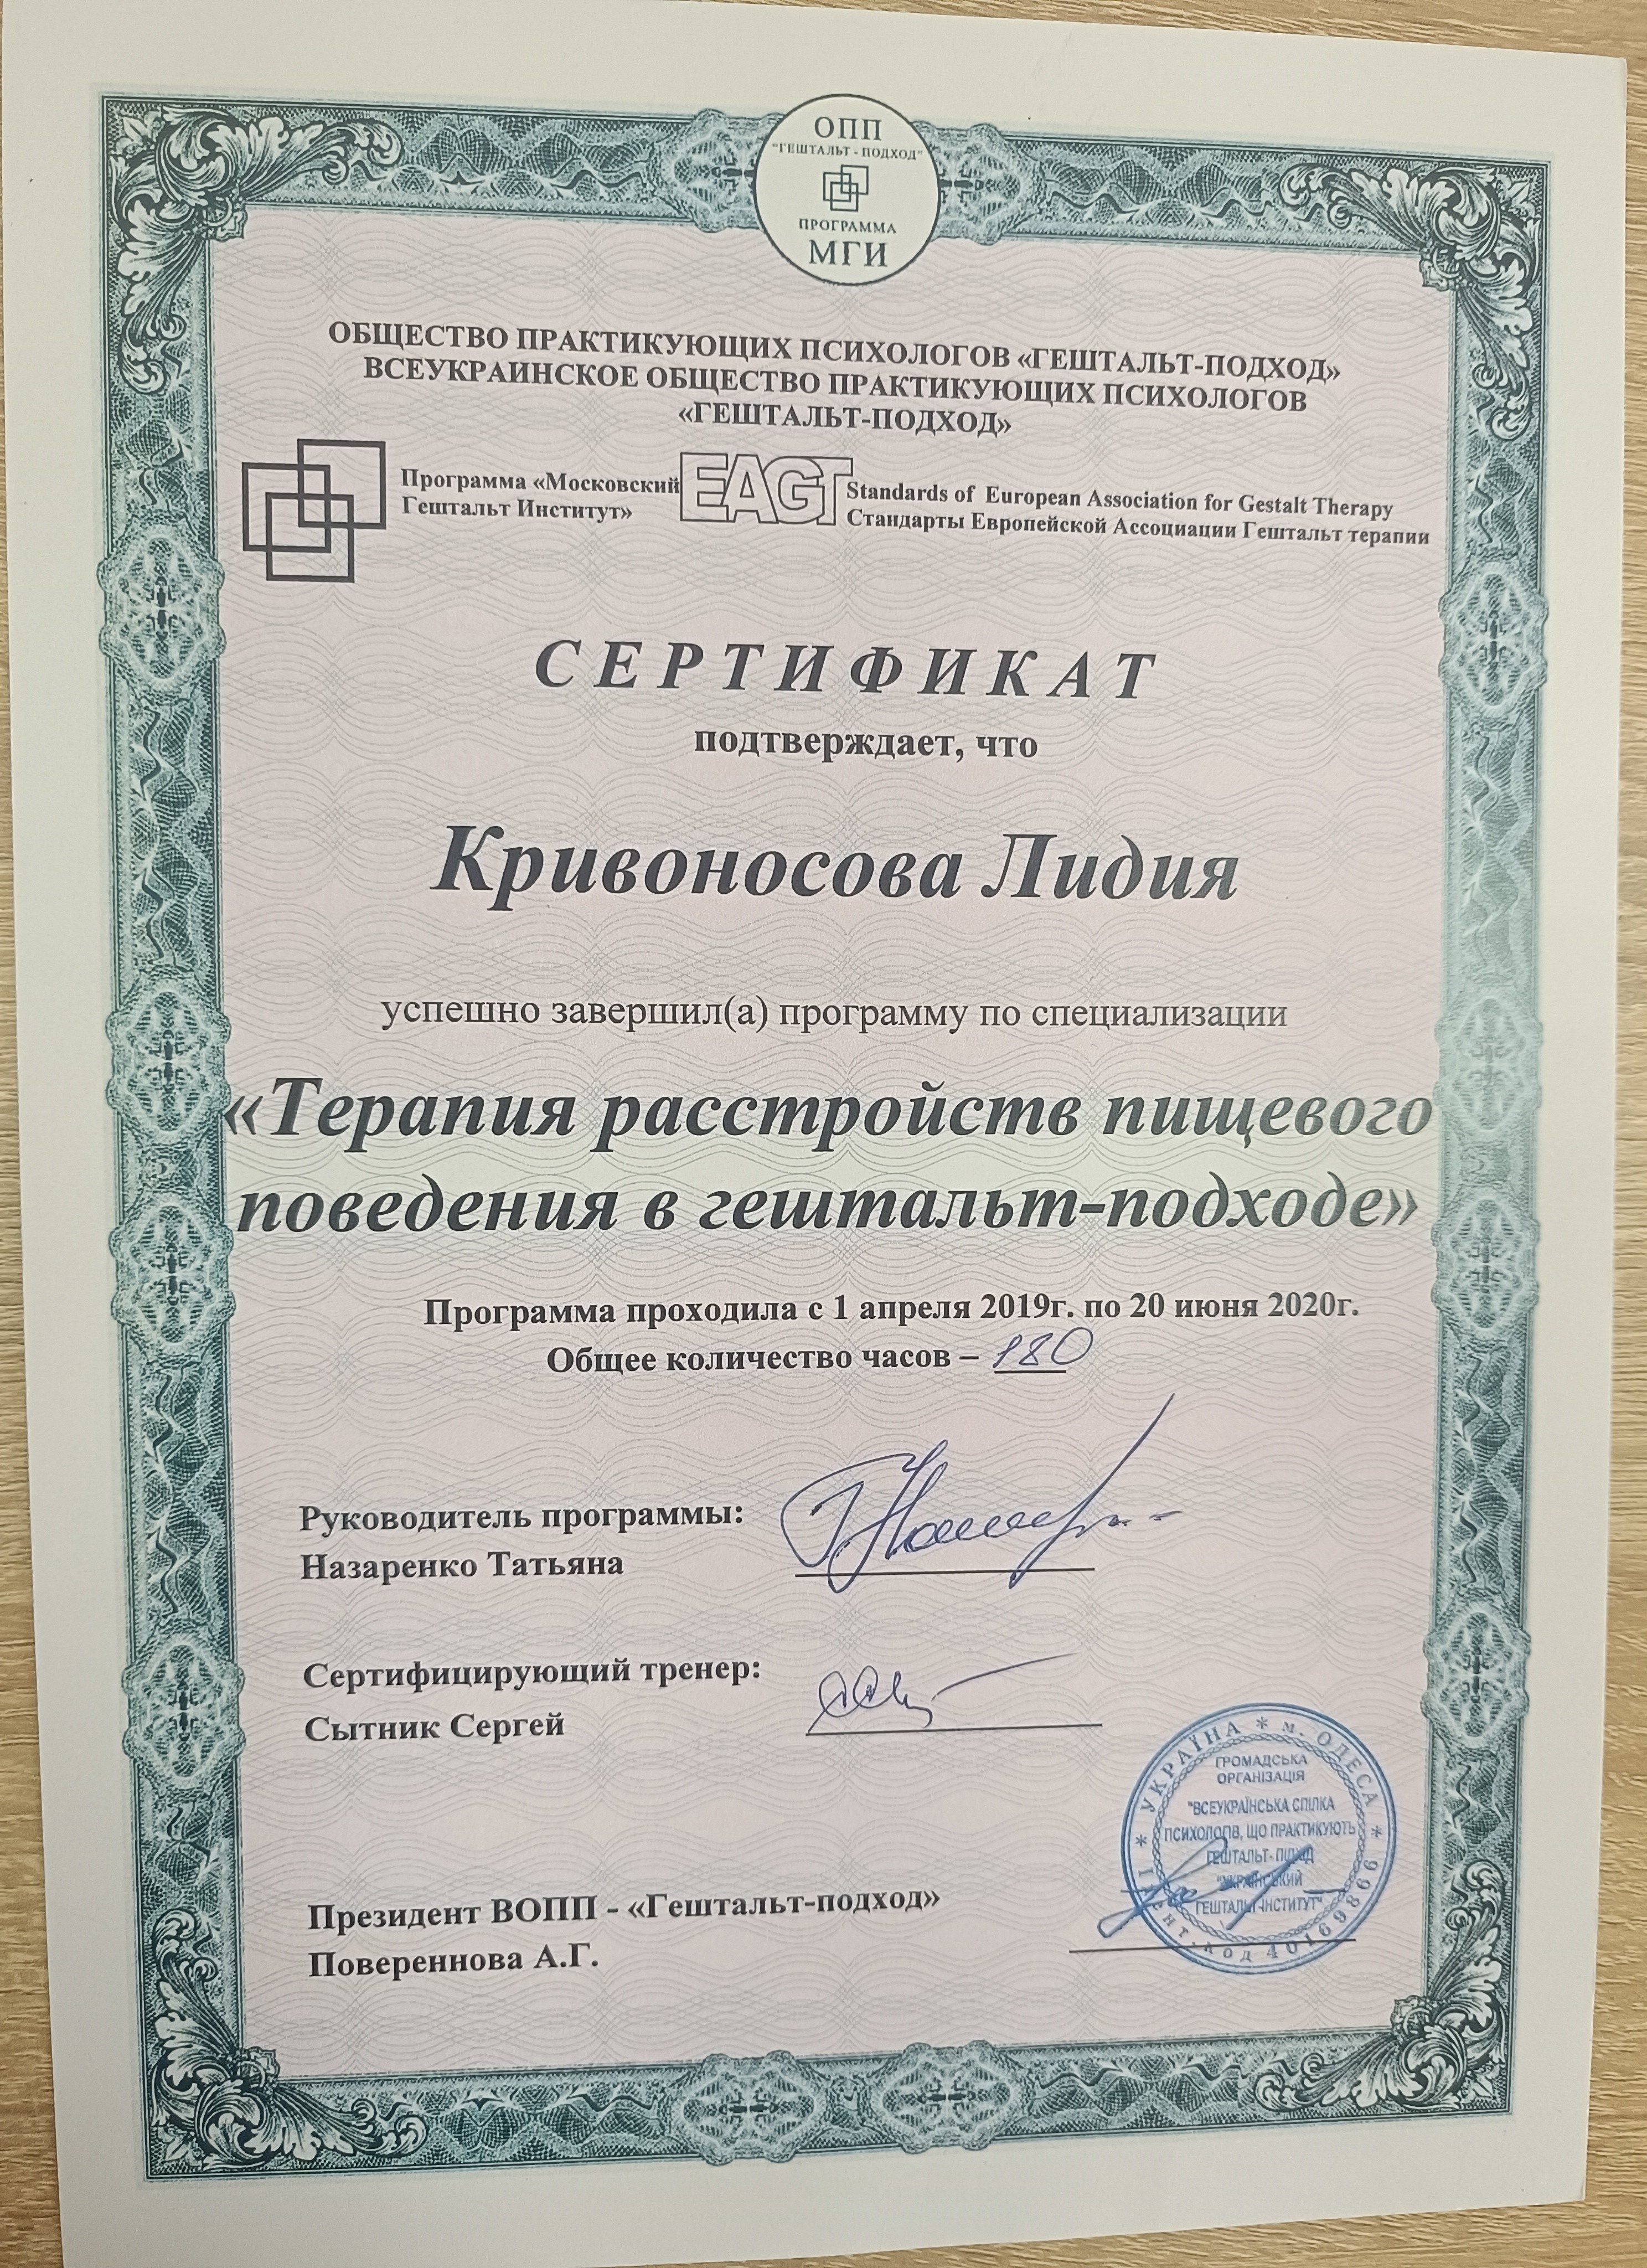 ОПП
"ГЕШТАЛЬТ - ПОДХОД"
ПРОГРАММА
МГИ
ОБЩЕСТВО ПРАКТИКУЮЩИХ ПСИХОЛОГОВ «ГЕШТАЛЬТ-ПОДХОД»
ВСЕУКРАИНСКОЕ ОБЩЕСТВО ПРАКТИКУЮЩИХ ПСИХОЛОГОВ
«ГЕШТАЛЬТ-ПОДХОД»
Программа «Московский
Гештальт Институт»
EAGT
Standards of European Association for Gestalt Therapy
Стандарты Европейской Ассоциации Гештальт терапии
СЕРТИФИКАТ
подтверждает, что
Кривоносова Лидия
успешно завершил(а) программу по специализации
«Терапия расстройств пищевого
поведения в гештальт-подходе»
Программа проходила с 1 апреля 2019г. по 20 июня 2020г.
Общее количество часов – 180
Руководитель программы:
Назаренко Татьяна
Сертифицирующий тренер:
Сытник Сергей
Президент ВОПП - «Гештальт-подход»
Повереннова А.Г.
* УКРАЇНА * м. ОДЕСА *
ГРОМАДСЬКА
ОРГАНІЗАЦІЯ
"ВСЕУКРАЇНСЬКА СПІЛКА
ПСИХОЛОГІВ, ЩО ПРАКТИКУЮТЬ
ГЕШТАЛЬТ-ПІДХІД
"УКРАЇНСЬКИЙ
ГЕШТАЛЬТ-ІНСТИТУТ"
код 40169866